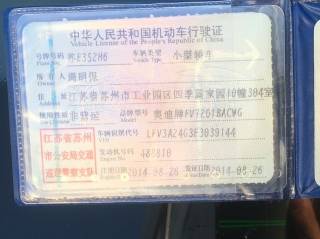 中华人民共和国机动车行驶证
Vehicle License of the People's Republic of China
号牌号码 苏E35ZH6 车辆类型 小型轿车
Vehicle Type
所有人
住址 江苏省苏州市工业园区四季新家园10幢304室
使用性质 非营运 品牌型号 奥迪牌FV7201BACWG
江苏省苏州市公安局交通巡逻警察支队
车辆识别代号 LFV3A24G3E3039144
VIN
发动机号码
Engine No.
注册日期 2014-08-26 发证日期 2014-08-26